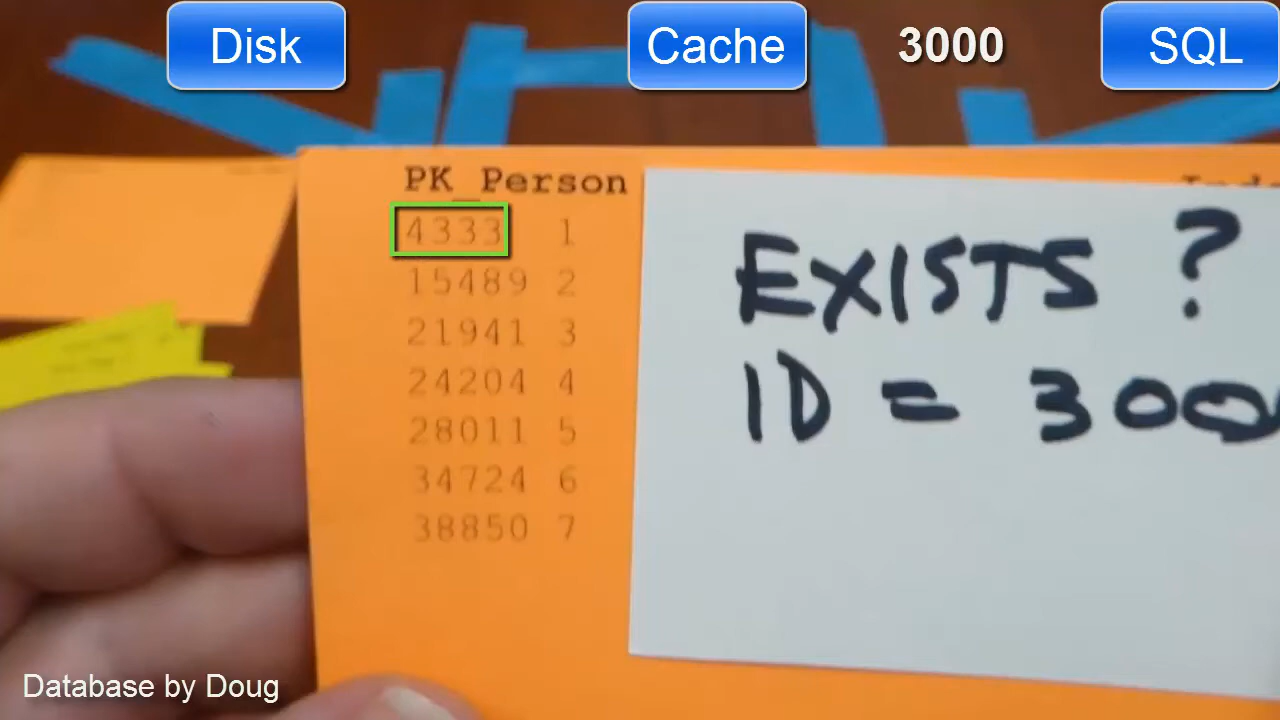 Disk
Cache
3000
SQL
PK_Person
4333 1
15489 2
21941 3
24204 4
28011 5
34724 6
38850 7
EXISTS ?
ID = 300
Database by Doug